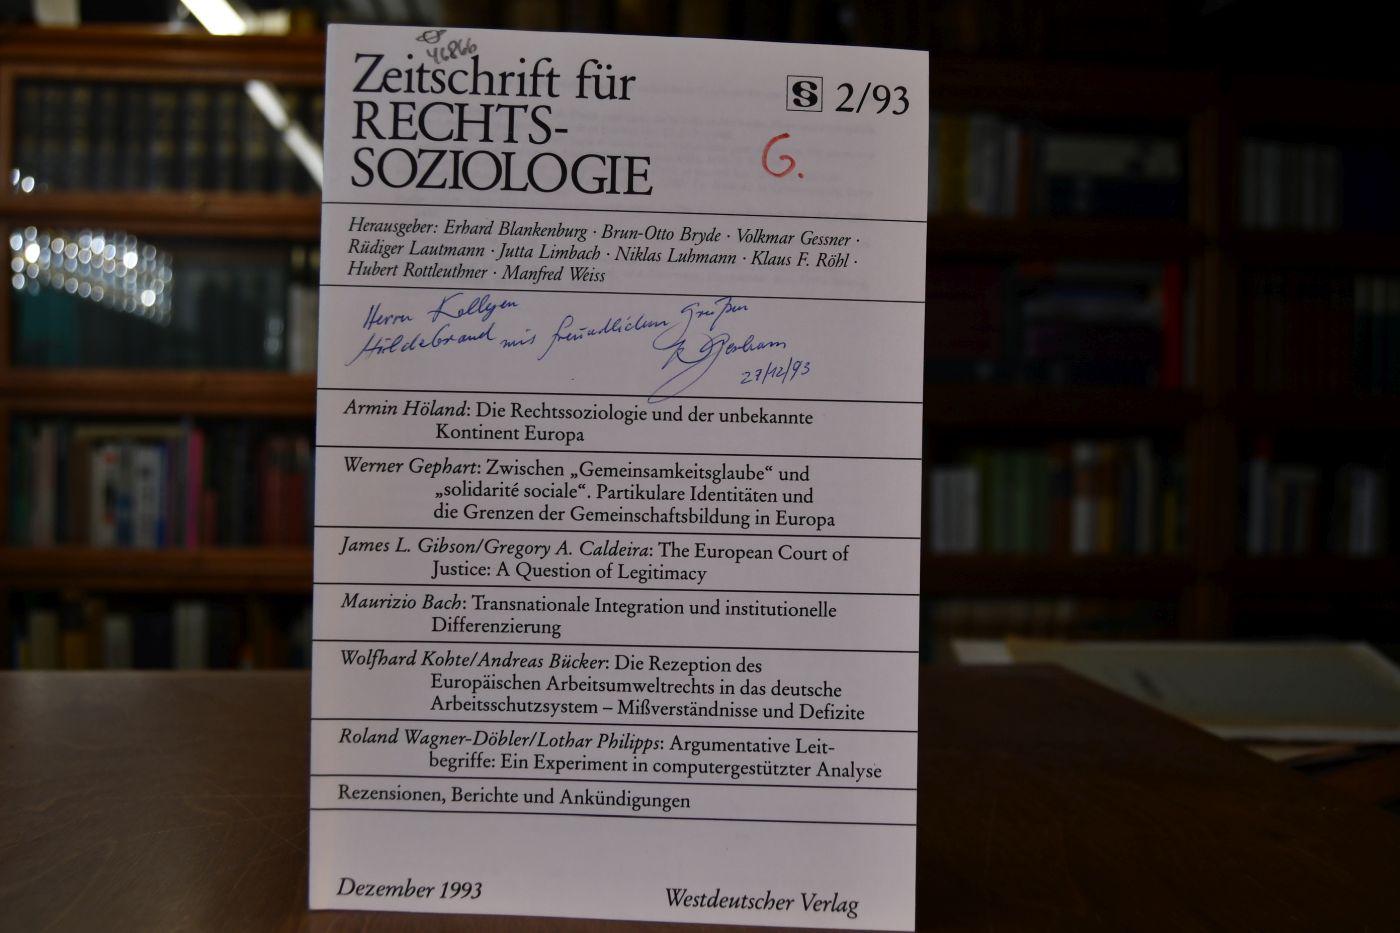 46866
Zeitschrift für
RECHTS-
SOZIOLOGIE
2/93
G.
Herausgeber: Erhard Blankenburg · Brun-Otto Bryde · Volkmar Gessner ·
Rüdiger Lautmann · Jutta Limbach · Niklas Luhmann · Klaus F. Röhl ·
Hubert Rottleuthner · Manfred Weiss
Herrn Kollegen
Hildebrand mit freundlichen Grüßen
27/12/93
Armin Höland: Die Rechtssoziologie und der unbekannte
Kontinent Europa
Werner Gephart: Zwischen „Gemeinsamkeitsglaube“ und
„solidarité sociale“. Partikulare Identitäten und
die Grenzen der Gemeinschaftsbildung in Europa
James L. Gibson/Gregory A. Caldeira: The European Court of
Justice: A Question of Legitimacy
Maurizio Bach: Transnationale Integration und institutionelle
Differenzierung
Wolfhard Kohte/Andreas Bücker: Die Rezeption des
Europäischen Arbeitsumweltrechts in das deutsche
Arbeitsschutzsystem – Mißverständnisse und Defizite
Roland Wagner-Döbler/Lothar Philipps: Argumentative Leit-
begriffe: Ein Experiment in computergestützter Analyse
Rezensionen, Berichte und Ankündigungen
Dezember 1993
Westdeutscher Verlag